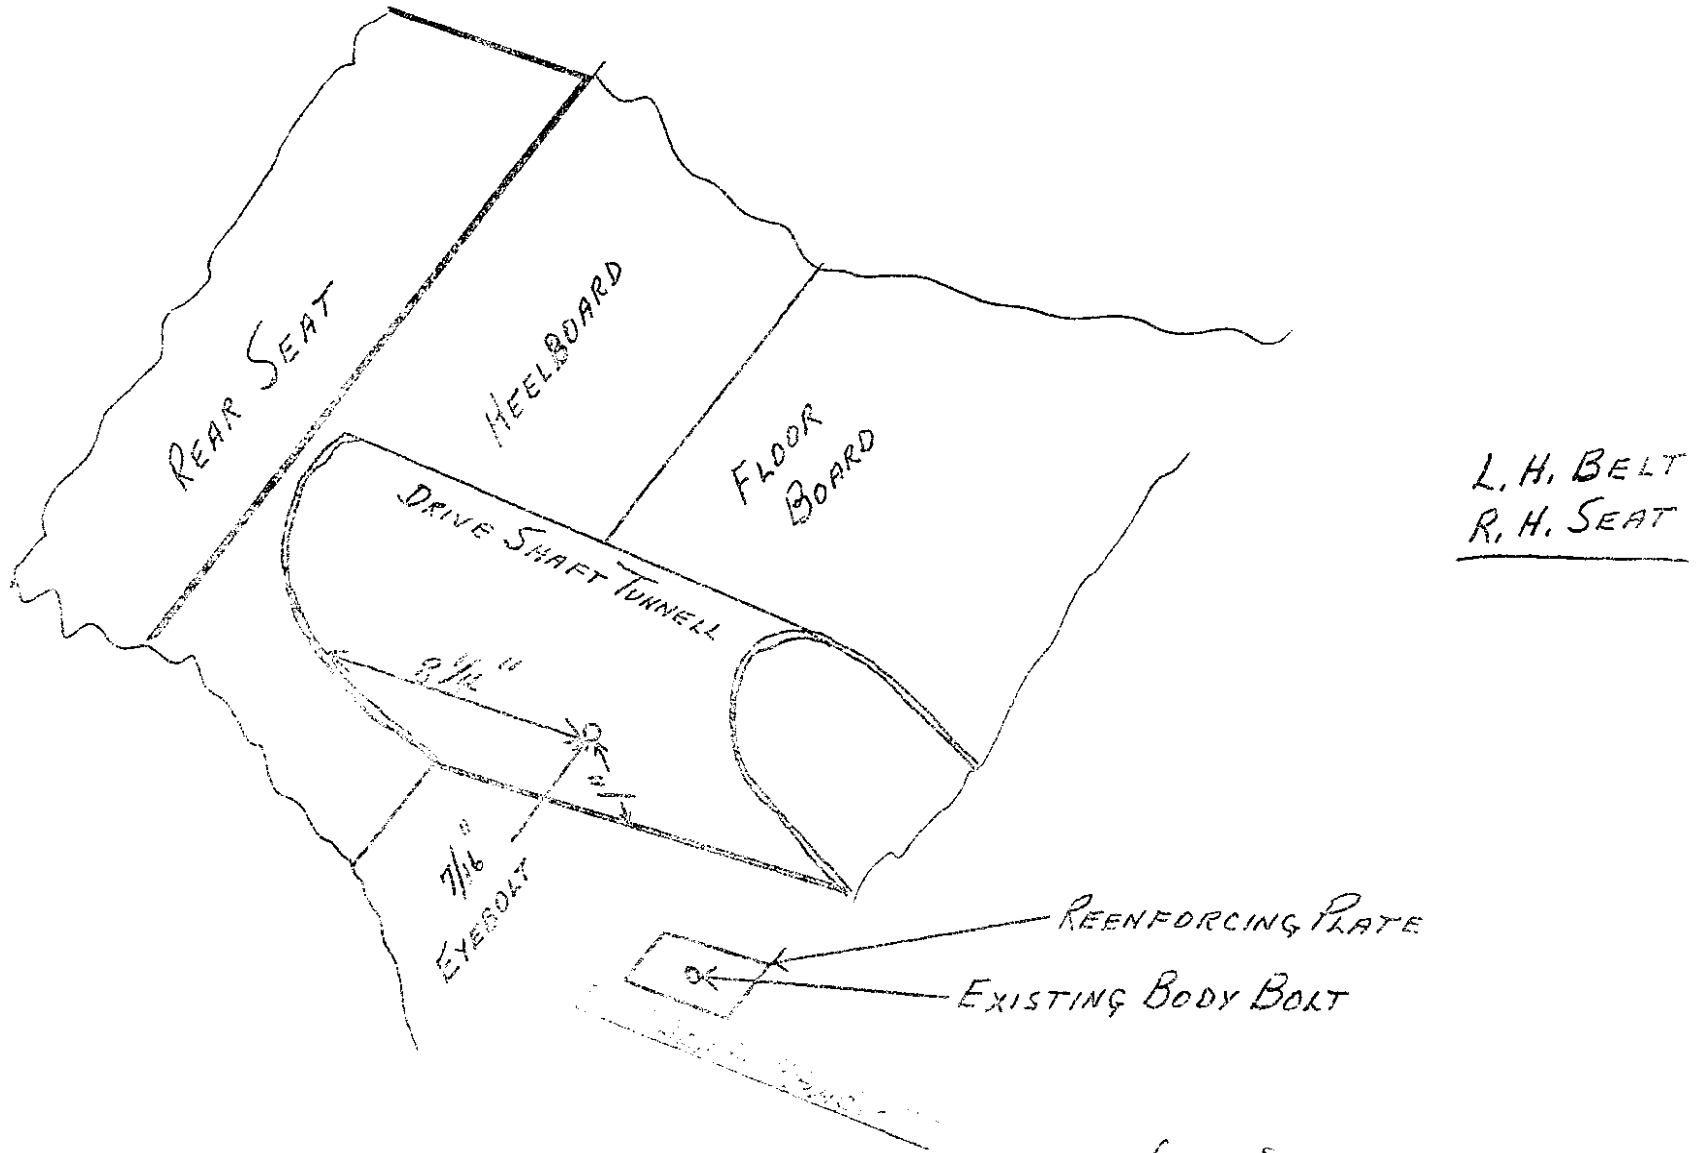 REAR SEAT
HEELBOARD
FLOOR
BOARD
L. H. BELT
R. H. SEAT
DRIVE SHAFT TUNNELL
7/16"
EYEBOLT
REENFORCING PLATE
EXISTING BODY BOLT